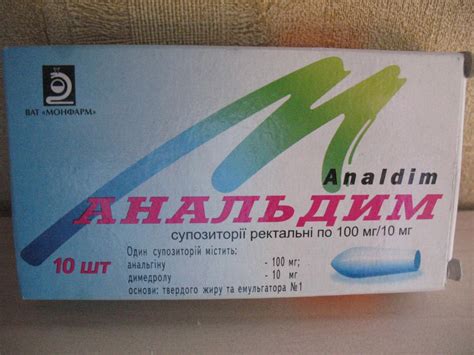 ВАТ «МОНФАРМ»
Analdim
АНАЛЬДИМ
супозиторії ректальні по 100 мг/10 мг
10 шт
Один супозиторій містить:
анальгіну - 100 мг;
димедролу - 10 мг
основи: твердого жиру та емульгатора №1